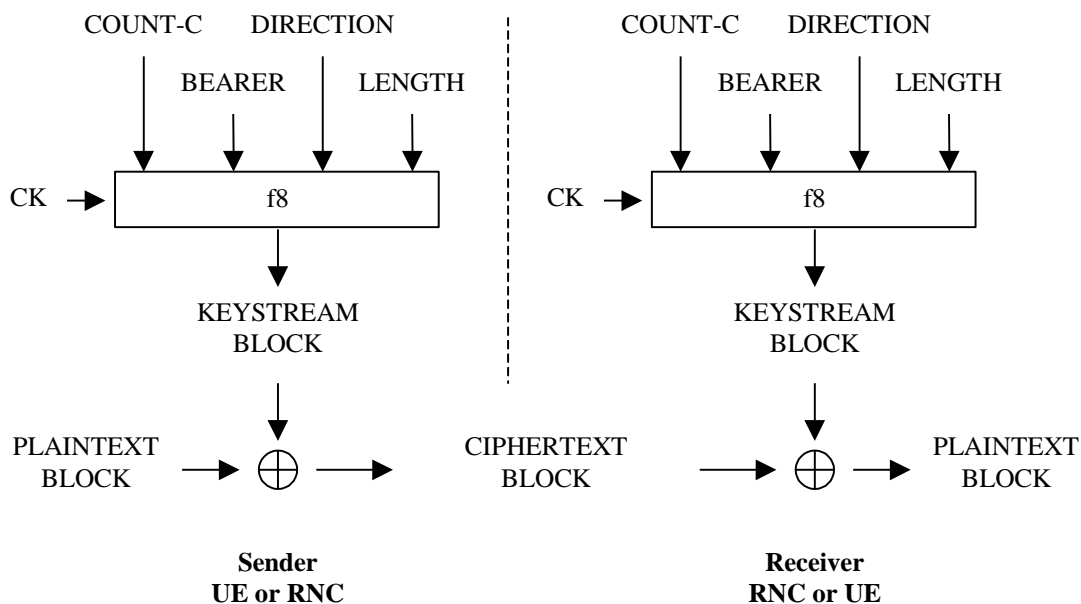 COUNT-C DIRECTION
BEARER LENGTH
CK
f8
KEYSTREAM
BLOCK
PLAINTEXT
BLOCK
Sender
UE or RNC
CIPHERTEXT
BLOCK
COUNT-C DIRECTION
BEARER LENGTH
CK
f8
KEYSTREAM
BLOCK
PLAINTEXT
BLOCK
Receiver
RNC or UE